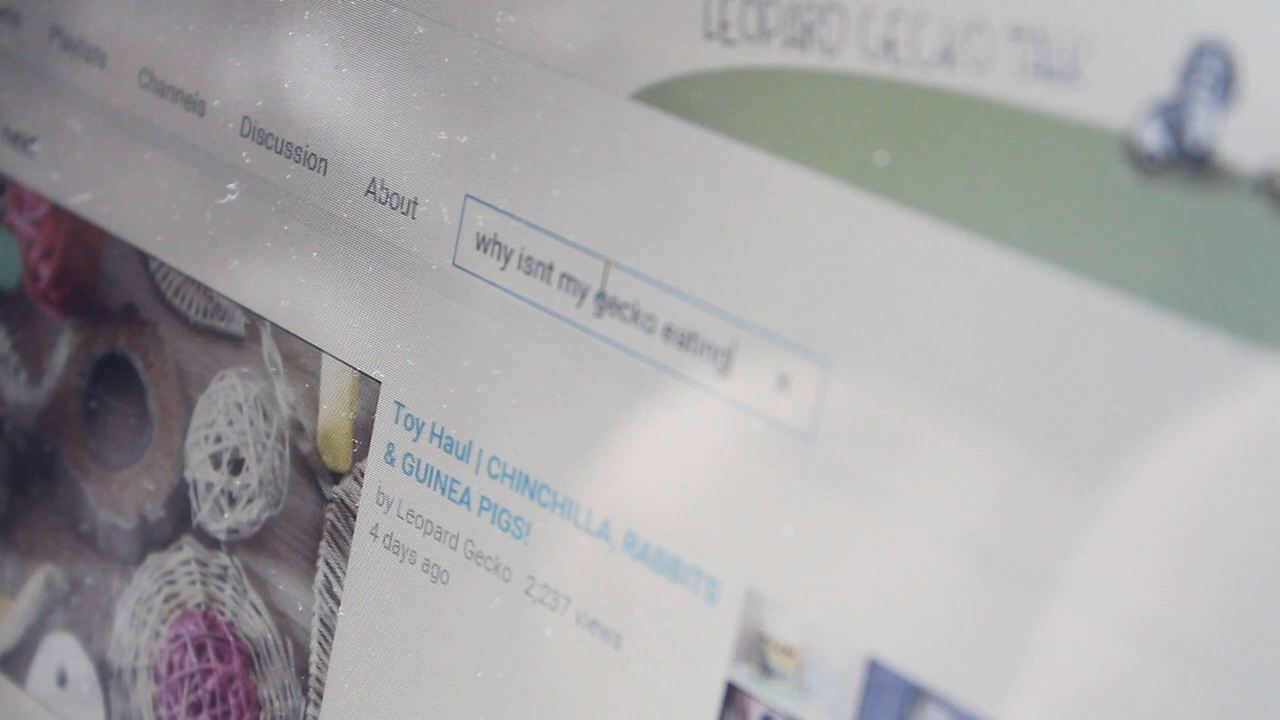 LEOPARD GECKO TALK
Playlists
Channels
Discussion
About
why isnt my gecko eating
Toy Haul | CHINCHILLA, RABBITS
& GUINEA PIGS!
by Leopard Gecko 2,237 views
4 days ago